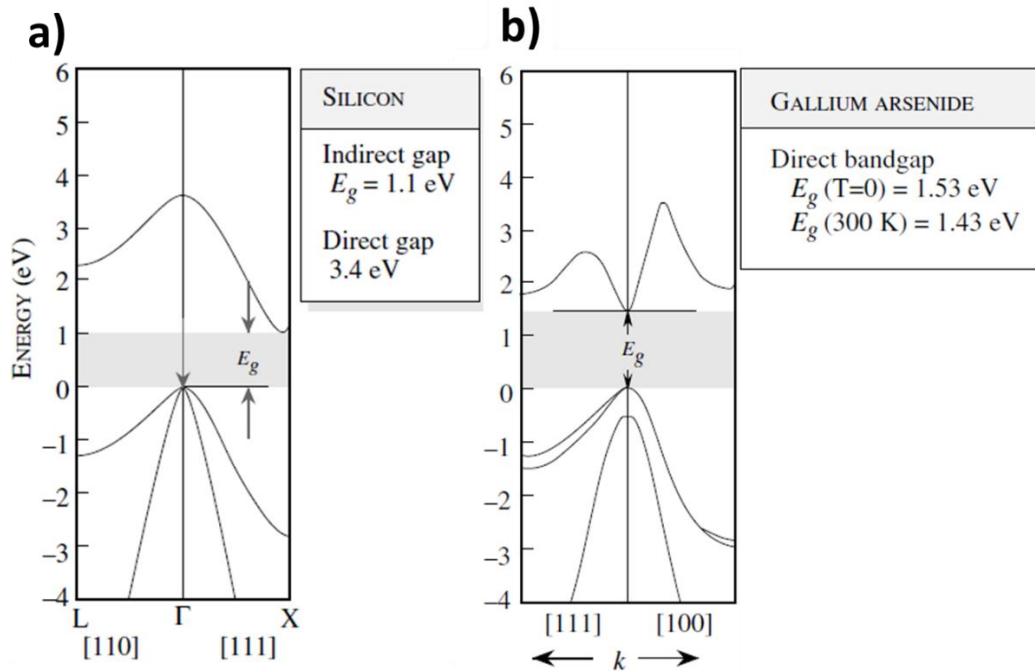 a)
ENERGY (eV)
6
5
4
3
2
1
0
−1
−2
−3
−4
E_g
L Γ X
[110] [111]
SILICON
Indirect gap
E_g = 1.1 eV
Direct gap
3.4 eV
b)
6
5
4
3
2
1
0
−1
−2
−3
−4
E_g
[111] [100]
k
GALLIUM ARSENIDE
Direct bandgap
E_g (T=0) = 1.53 eV
E_g (300 K) = 1.43 eV